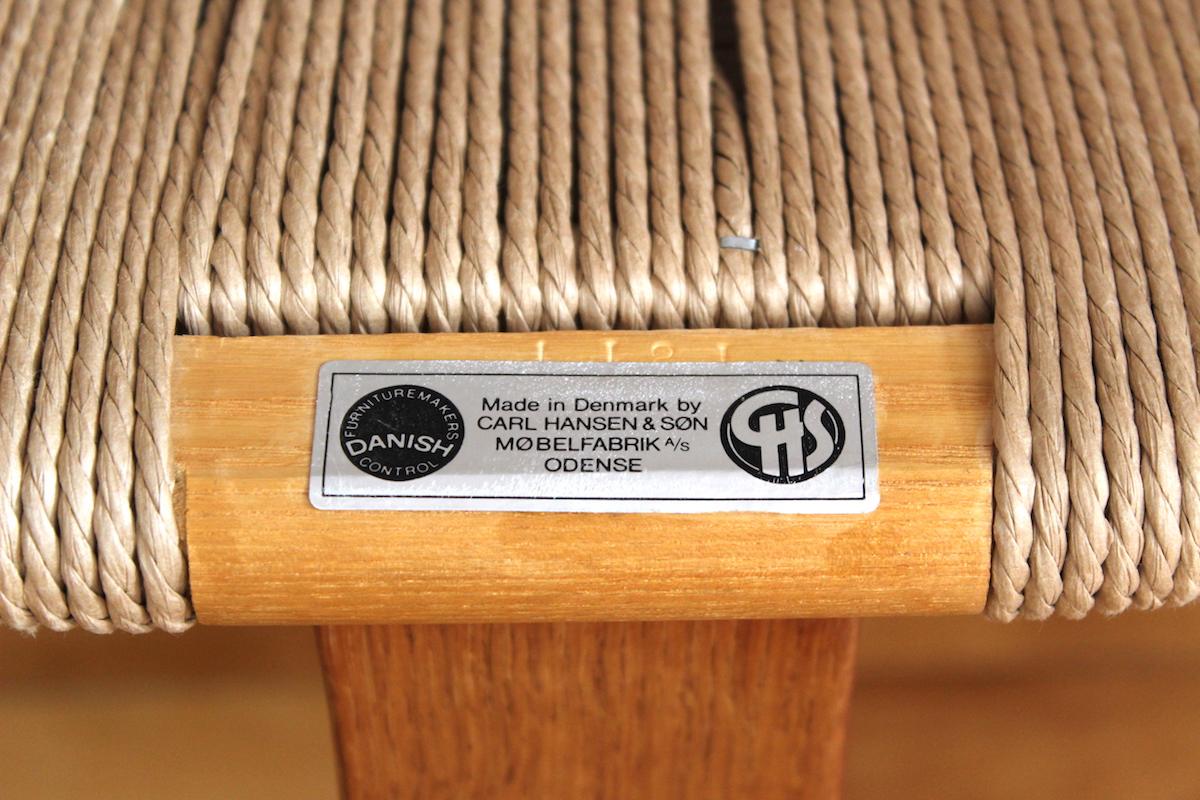 FURNITUREMAKERS
DANISH
CONTROL
Made in Denmark by
CARL HANSEN & SØN
MØBELFABRIK A/s
ODENSE
CHS